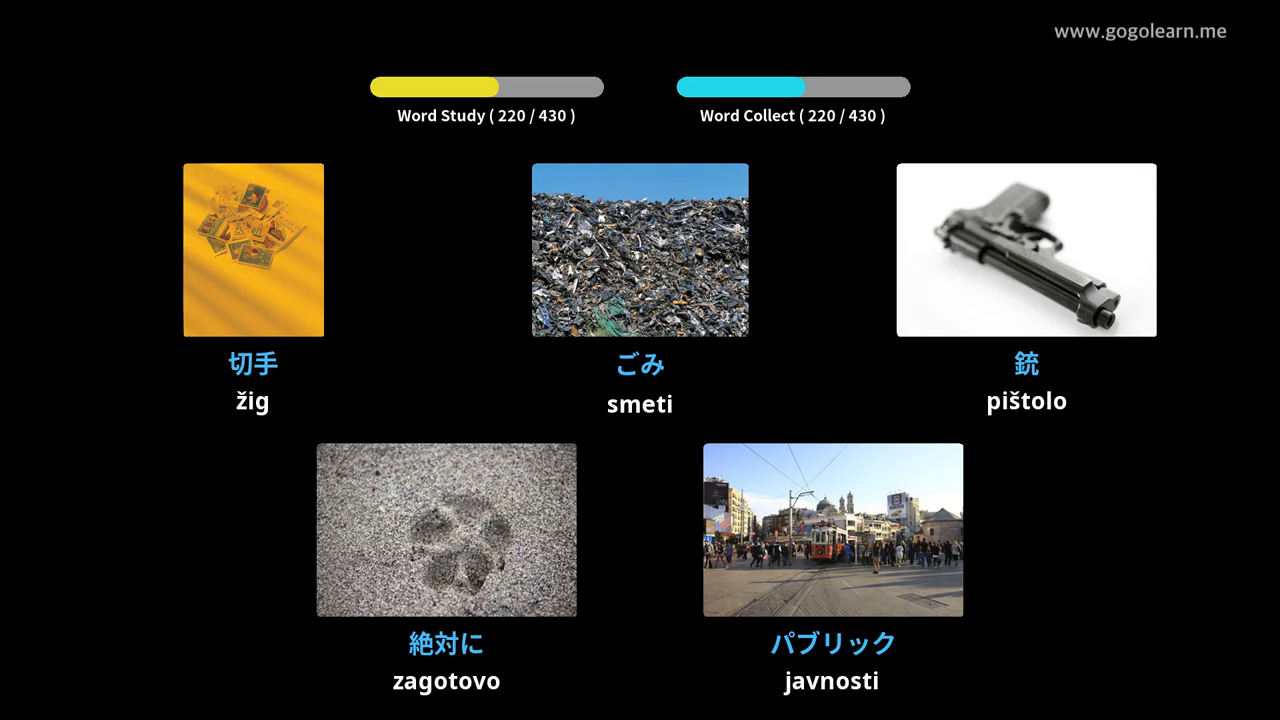 www.gogolearn.me
Word Study ( 220 / 430 )
Word Collect ( 220 / 430 )
切手
žig
ごみ
smeti
銃
pištolo
絶対に
zagotovo
パブリック
javnosti